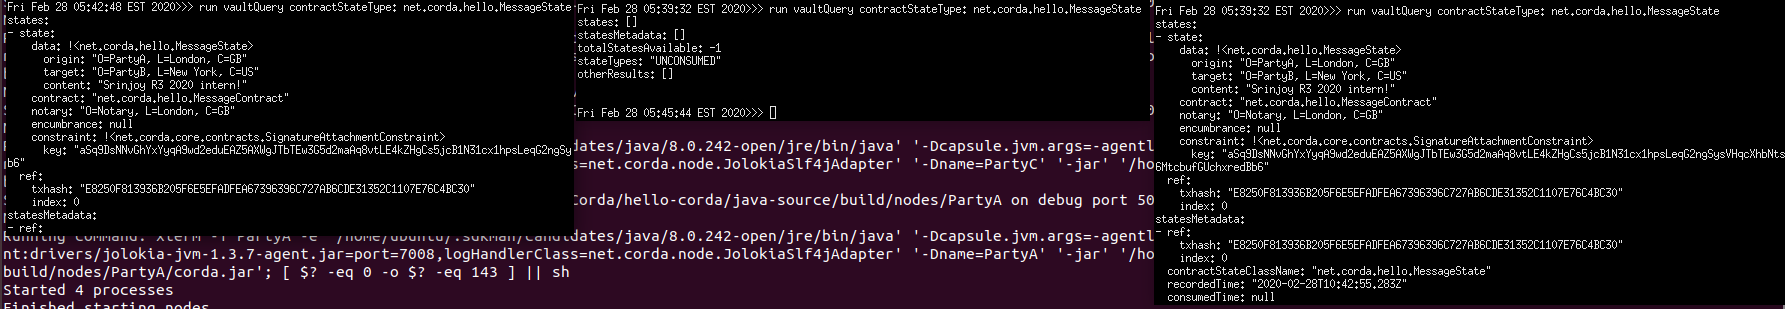 Fri Feb 28 05:42:48 EST 2020>>> run vaultQuery contractStateType: net.corda.hello.MessageState
states:
- state:
data: !<net.corda.hello.MessageState>
origin: "O=PartyA, L=London, C=GB"
target: "O=PartyB, L=New York, C=US"
content: "Srinjoy R3 2020 intern!"
contract: "net.corda.hello.MessageContract"
notary: "O=Notary, L=London, C=GB"
encumbrance: null
constraint: !<net.corda.core.contracts.SignatureAttachmentConstraint>
key: "aSq9DsNNvGhYxYyqA9wd2eduEAZ5AXWgJTbTEw3G5d2maAq8vtLE4kZHgCs5jcB1N31cx1hpsLeqG2ngSy
b6"
ref:
txhash: "E8250F813936B205F6E5EFADFEA67396396C727AB6CDE31352C1107E76C4BC30"
index: 0
statesMetadata:
- ref:
Fri Feb 28 05:39:32 EST 2020>>> run vaultQuery contractStateType: net.corda.hello.MessageState
states: []
statesMetadata: []
totalStatesAvailable: -1
stateTypes: "UNCONSUMED"
otherResults: []
Fri Feb 28 05:45:44 EST 2020>>>
Fri Feb 28 05:39:32 EST 2020>>> run vaultQuery contractStateType: net.corda.hello.MessageState
states:
- state:
data: !<net.corda.hello.MessageState>
origin: "O=PartyA, L=London, C=GB"
target: "O=PartyB, L=New York, C=US"
content: "Srinjoy R3 2020 intern!"
contract: "net.corda.hello.MessageContract"
notary: "O=Notary, L=London, C=GB"
encumbrance: null
constraint: !<net.corda.core.contracts.SignatureAttachmentConstraint>
key: "aSq9DsNNvGhYxYyqA9wd2eduEAZ5AXWgJTbTEw3G5d2maAq8vtLE4kZHgCs5jcB1N31cx1hpsLeqG2ngSysVHqcXhbNts
6MtcbufGUchxredBb6"
ref:
txhash: "E8250F813936B205F6E5EFADFEA67396396C727AB6CDE31352C1107E76C4BC30"
index: 0
statesMetadata:
- ref:
txhash: "E8250F813936B205F6E5EFADFEA67396396C727AB6CDE31352C1107E76C4BC30"
index: 0
contractStateClassName: "net.corda.hello.MessageState"
recordedTime: "2020-02-28T10:42:55.283Z"
consumedTime: null
dates/java/8.0.242-open/jre/bin/java' '-Dcapsule.jvm.args=-agentl
ss=net.corda.node.JolokiaSlf4jAdapter' '-Dname=PartyC' '-jar' '/ho
Corda/hello-corda/java-source/build/nodes/PartyA on debug port 50
Running command: xterm -T PartyA -e '/home/ubuntu/.sdkman/candidates/java/8.0.242-open/jre/bin/java' '-Dcapsule.jvm.args=-agentl
nt:drivers/jolokia-jvm-1.3.7-agent.jar=port=7008,logHandlerClass=net.corda.node.JolokiaSlf4jAdapter' '-Dname=PartyA' '-jar' '/ho
build/nodes/PartyA/corda.jar'; [ $? -eq 0 -o $? -eq 143 ] || sh
Started 4 processes
Finished starting nodes